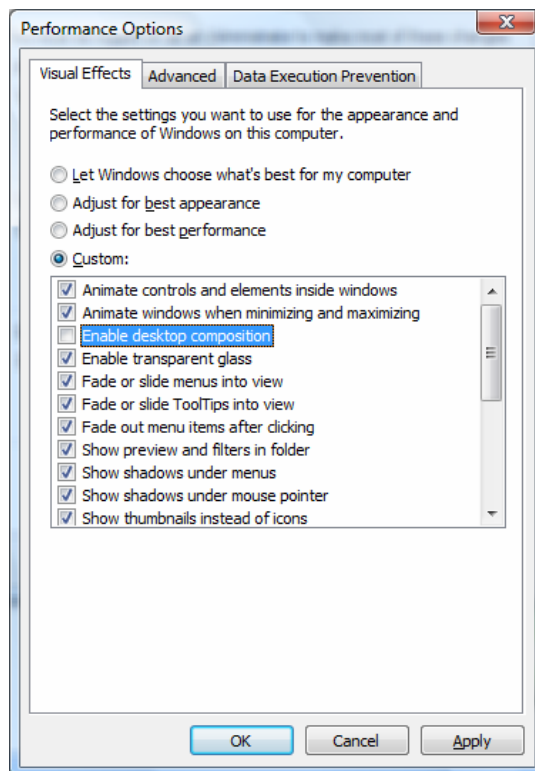 Performance Options
Visual Effects Advanced Data Execution Prevention
Select the settings you want to use for the appearance and
performance of Windows on this computer.
Let Windows choose what's best for my computer
Adjust for best appearance
Adjust for best performance
Custom:
Animate controls and elements inside windows
Animate windows when minimizing and maximizing
Enable desktop composition
Enable transparent glass
Fade or slide menus into view
Fade or slide ToolTips into view
Fade out menu items after clicking
Show preview and filters in folder
Show shadows under menus
Show shadows under mouse pointer
Show thumbnails instead of icons
OK Cancel Apply